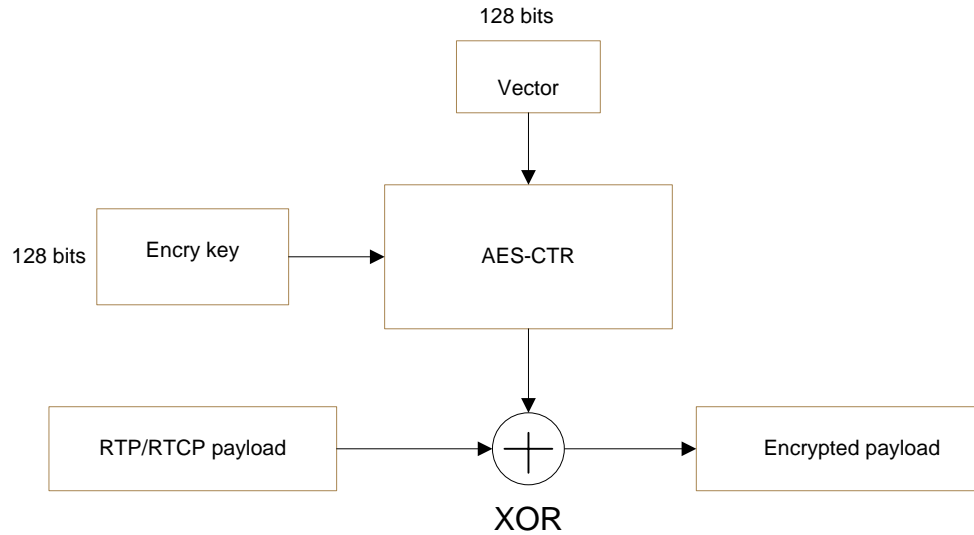 128 bits
Vector
128 bits
Encry key
AES-CTR
RTP/RTCP payload
Encrypted payload
XOR